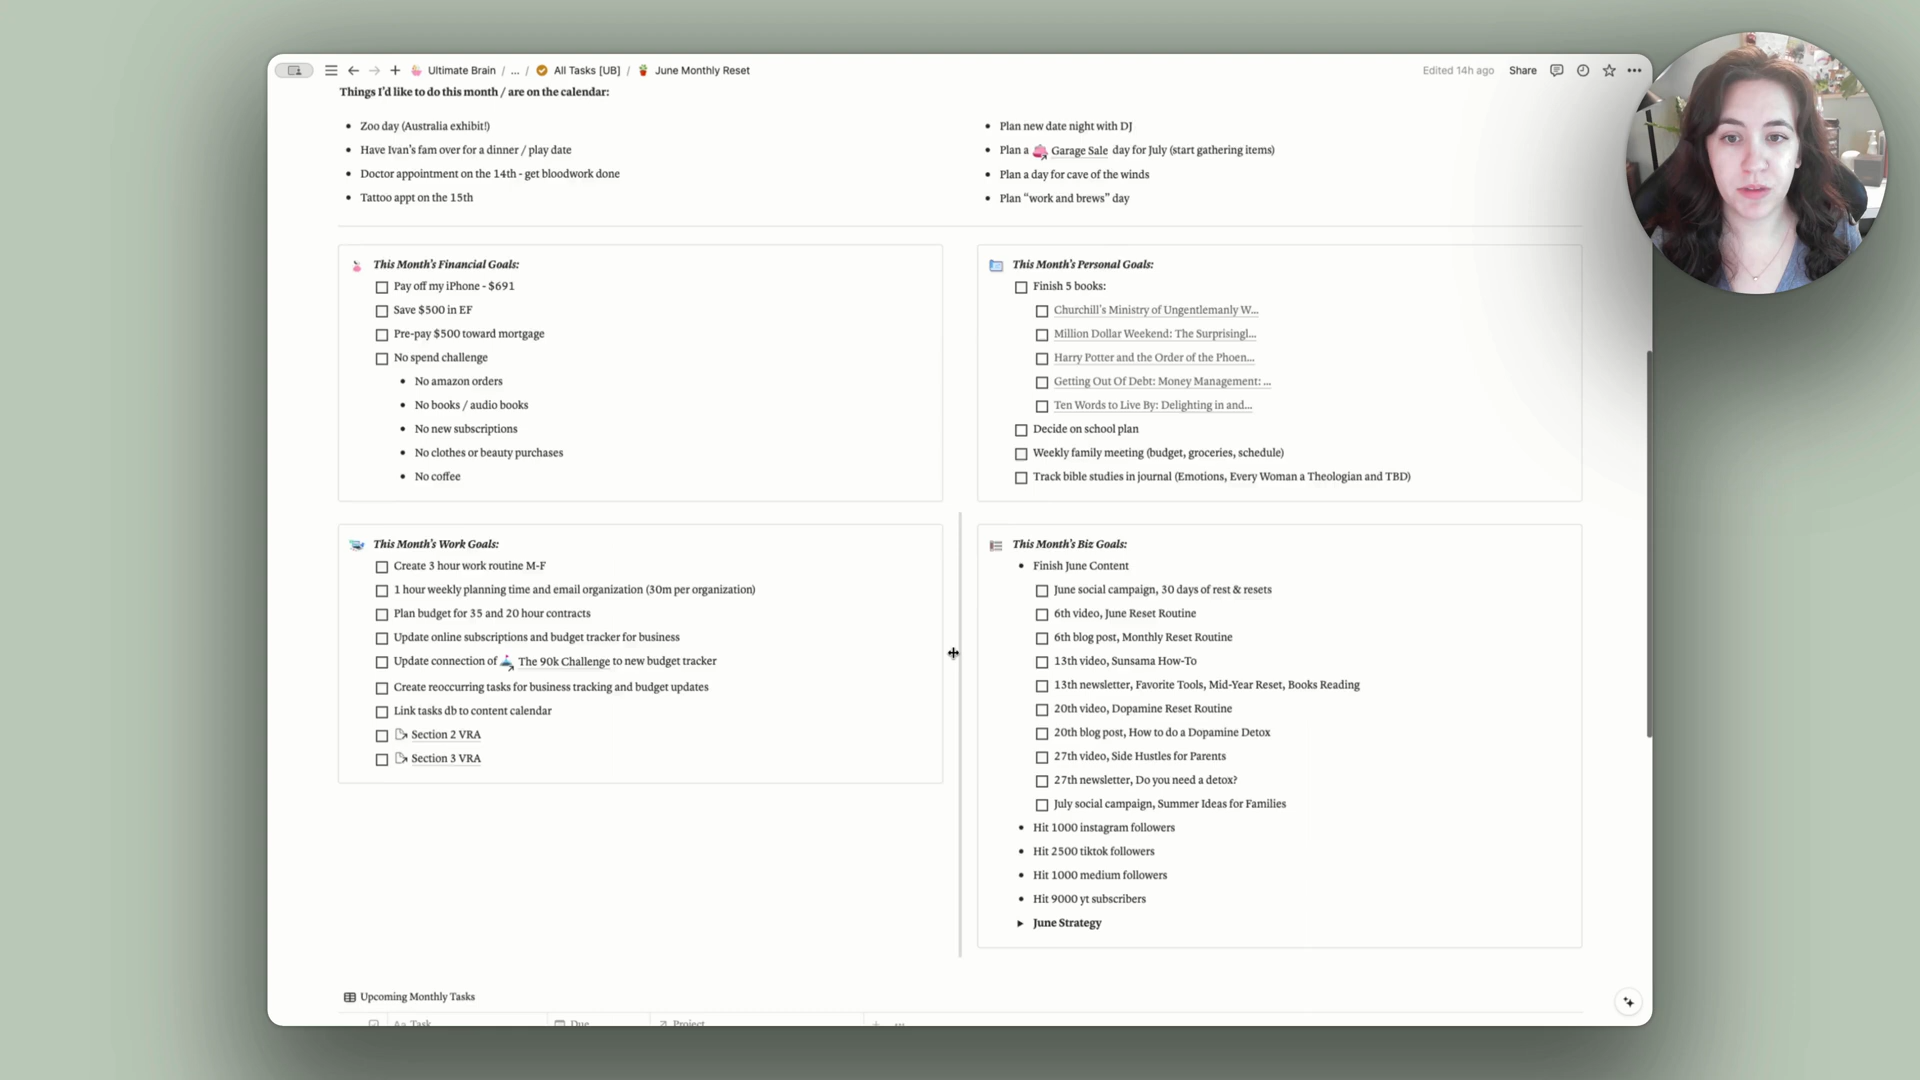 Ultimate Brain / ... / All Tasks [UB] / June Monthly Reset
Edited 14h ago Share
Things I'd like to do this month / are on the calendar:
Zoo day (Australia exhibit!)
Have Ivan's fam over for a dinner / play date
Doctor appointment on the 14th - get bloodwork done
Tattoo appt on the 15th
Plan new date night with DJ
Plan a Garage Sale day for July (start gathering items)
Plan a day for cave of the winds
Plan “work and brews” day
This Month's Financial Goals:
Pay off my iPhone - $691
Save $500 in EF
Pre-pay $500 toward mortgage
No spend challenge
No amazon orders
No books / audio books
No new subscriptions
No clothes or beauty purchases
No coffee
This Month's Personal Goals:
Finish 5 books:
Churchill's Ministry of Ungentlemanly W...
Million Dollar Weekend: The Surprisingl...
Harry Potter and the Order of the Phoen...
Getting Out Of Debt: Money Management: ...
Ten Words to Live By: Delighting in and...
Decide on school plan
Weekly family meeting (budget, groceries, schedule)
Track bible studies in journal (Emotions, Every Woman a Theologian and TBD)
This Month's Work Goals:
Create 3 hour work routine M-F
1 hour weekly planning time and email organization (30m per organization)
Plan budget for 35 and 20 hour contracts
Update online subscriptions and budget tracker for business
Update connection of The 90k Challenge to new budget tracker
Create reoccurring tasks for business tracking and budget updates
Link tasks db to content calendar
Section 2 VRA
Section 3 VRA
This Month's Biz Goals:
Finish June Content
June social campaign, 30 days of rest & resets
6th video, June Reset Routine
6th blog post, Monthly Reset Routine
13th video, Sunsama How-To
13th newsletter, Favorite Tools, Mid-Year Reset, Books Reading
20th video, Dopamine Reset Routine
20th blog post, How to do a Dopamine Detox
27th video, Side Hustles for Parents
27th newsletter, Do you need a detox?
July social campaign, Summer Ideas for Families
Hit 1000 instagram followers
Hit 2500 tiktok followers
Hit 1000 medium followers
Hit 9000 yt subscribers
June Strategy
Upcoming Monthly Tasks
Aa Task Due Project